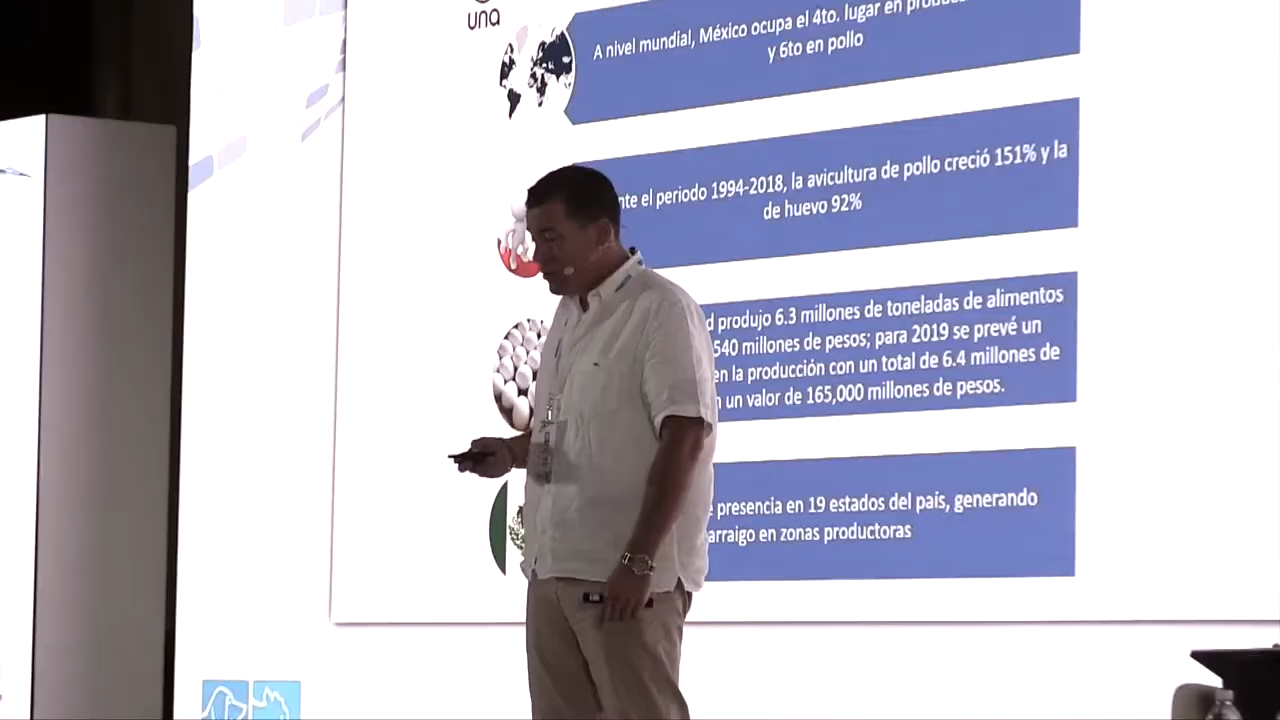 una
A nivel mundial, México ocupa el 4to. lugar en
y 6to en pollo
el periodo 1994-2018, la avicultura de pollo creció 151% y la
de huevo 92%
produjo 6.3 millones de toneladas de alimentos
540 millones de pesos; para 2019 se prevé un
en la producción con un total de 6.4 millones de
un valor de 165,000 millones de pesos.
presencia en 19 estados del país, generando
arraigo en zonas productoras